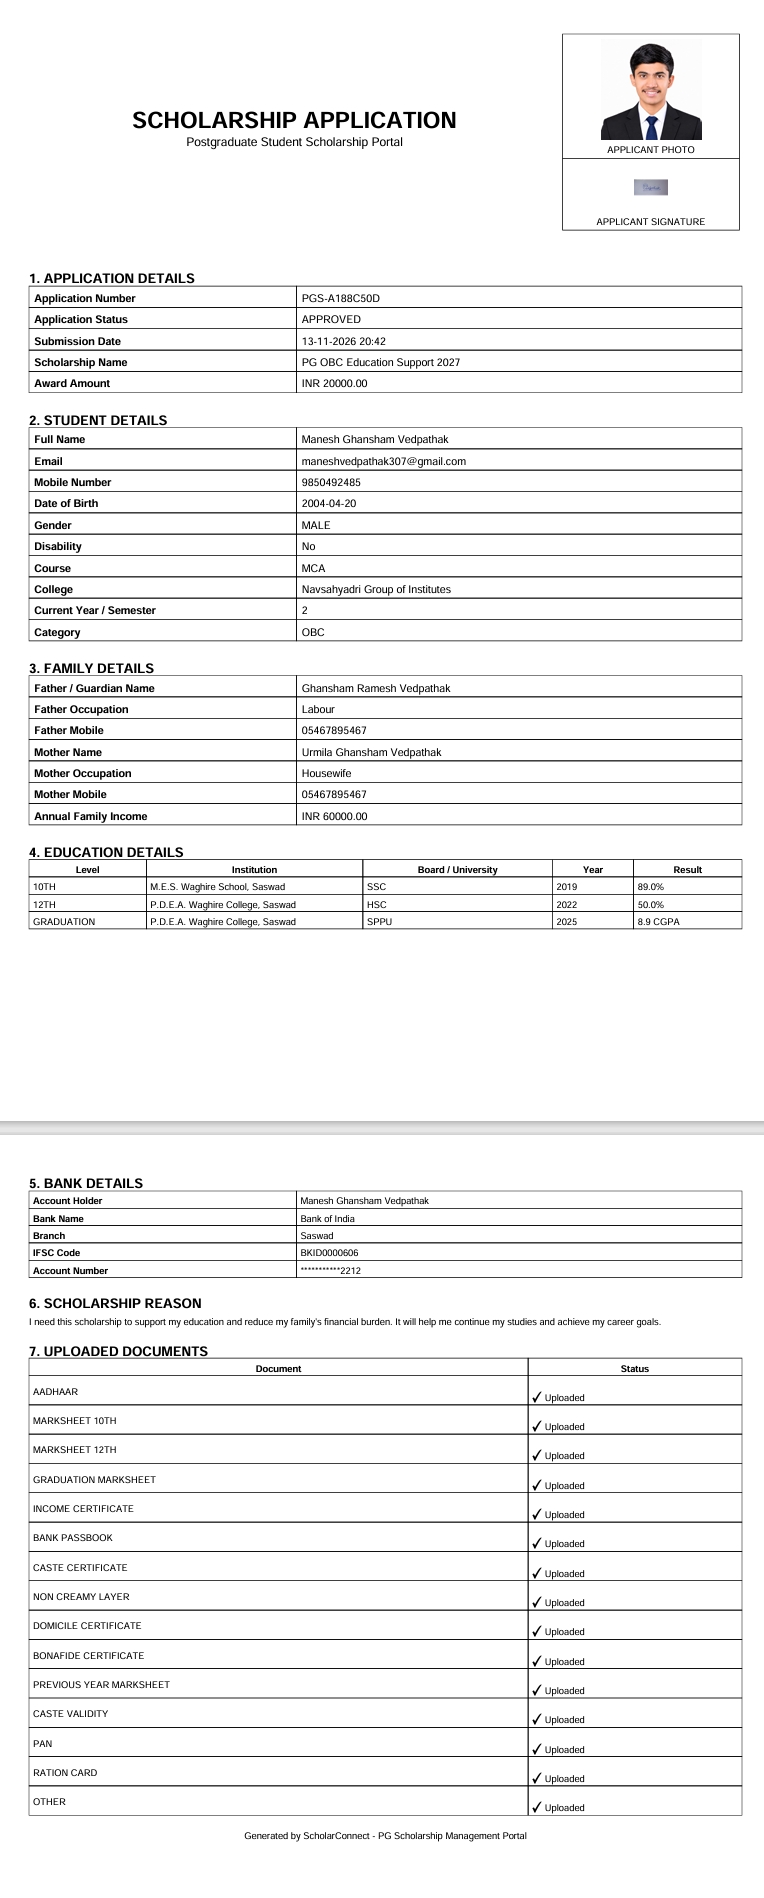 SCHOLARSHIP APPLICATION
Postgraduate Student Scholarship Portal
APPLICANT PHOTO
APPLICANT SIGNATURE
1. APPLICATION DETAILS
Application Number PGS-A188C50D
Application Status APPROVED
Submission Date 13-11-2026 20:42
Scholarship Name PG OBC Education Support 2027
Award Amount INR 20000.00
2. STUDENT DETAILS
Full Name Manesh Ghansham Vedpathak
Email maneshvedpathak307@gmail.com
Mobile Number 9850492485
Date of Birth 2004-04-20
Gender MALE
Disability No
Course MCA
College Navsahyadri Group of Institutes
Current Year / Semester 2
Category OBC
3. FAMILY DETAILS
Father / Guardian Name Ghansham Ramesh Vedpathak
Father Occupation Labour
Father Mobile 05467895467
Mother Name Urmila Ghansham Vedpathak
Mother Occupation Housewife
Mother Mobile 05467895467
Annual Family Income INR 60000.00
4. EDUCATION DETAILS
Level Institution Board / University Year Result
10TH M.E.S. Waghire School, Saswad SSC 2019 89.0%
12TH P.D.E.A. Waghire College, Saswad HSC 2022 50.0%
GRADUATION P.D.E.A. Waghire College, Saswad SPPU 2025 8.9 CGPA
5. BANK DETAILS
Account Holder Manesh Ghansham Vedpathak
Bank Name Bank of India
Branch Saswad
IFSC Code BKID0000606
Account Number ***********2212
6. SCHOLARSHIP REASON
I need this scholarship to support my education and reduce my family's financial burden. It will help me continue my studies and achieve my career goals.
7. UPLOADED DOCUMENTS
Document Status
AADHAAR ✓ Uploaded
MARKSHEET 10TH ✓ Uploaded
MARKSHEET 12TH ✓ Uploaded
GRADUATION MARKSHEET ✓ Uploaded
INCOME CERTIFICATE ✓ Uploaded
BANK PASSBOOK ✓ Uploaded
CASTE CERTIFICATE ✓ Uploaded
NON CREAMY LAYER ✓ Uploaded
DOMICILE CERTIFICATE ✓ Uploaded
BONAFIDE CERTIFICATE ✓ Uploaded
PREVIOUS YEAR MARKSHEET ✓ Uploaded
CASTE VALIDITY ✓ Uploaded
PAN ✓ Uploaded
RATION CARD ✓ Uploaded
OTHER ✓ Uploaded
Generated by ScholarConnect - PG Scholarship Management Portal